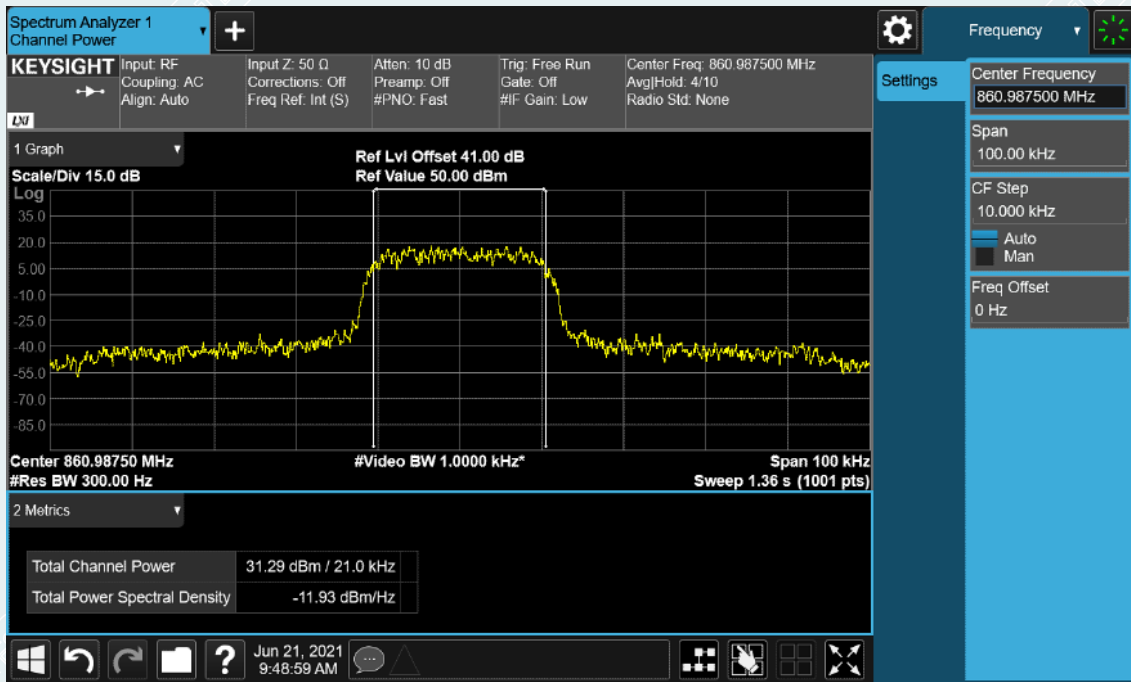 Spectrum Analyzer 1
Channel Power
+
Frequency
KEYSIGHT
Input: RF
Coupling: AC
Align: Auto
Input Z: 50 Ω
Corrections: Off
Freq Ref: Int (S)
Atten: 10 dB
Preamp: Off
#PNO: Fast
Trig: Free Run
Gate: Off
#IF Gain: Low
Center Freq: 860.987500 MHz
Avg|Hold: 4/10
Radio Std: None
LXI
Settings
Center Frequency
860.987500 MHz
Span
100.00 kHz
CF Step
10.000 kHz
Auto
Man
Freq Offset
0 Hz
1 Graph
Scale/Div 15.0 dB
Ref Lvl Offset 41.00 dB
Ref Value 50.00 dBm
Log
35.0
20.0
5.00
-10.0
-25.0
-40.0
-55.0
-70.0
-85.0
Center 860.98750 MHz
#Video BW 1.0000 kHz*
Span 100 kHz
#Res BW 300.00 Hz
Sweep 1.36 s (1001 pts)
2 Metrics
Total Channel Power 31.29 dBm / 21.0 kHz
Total Power Spectral Density -11.93 dBm/Hz
?
Jun 21, 2021
9:48:59 AM